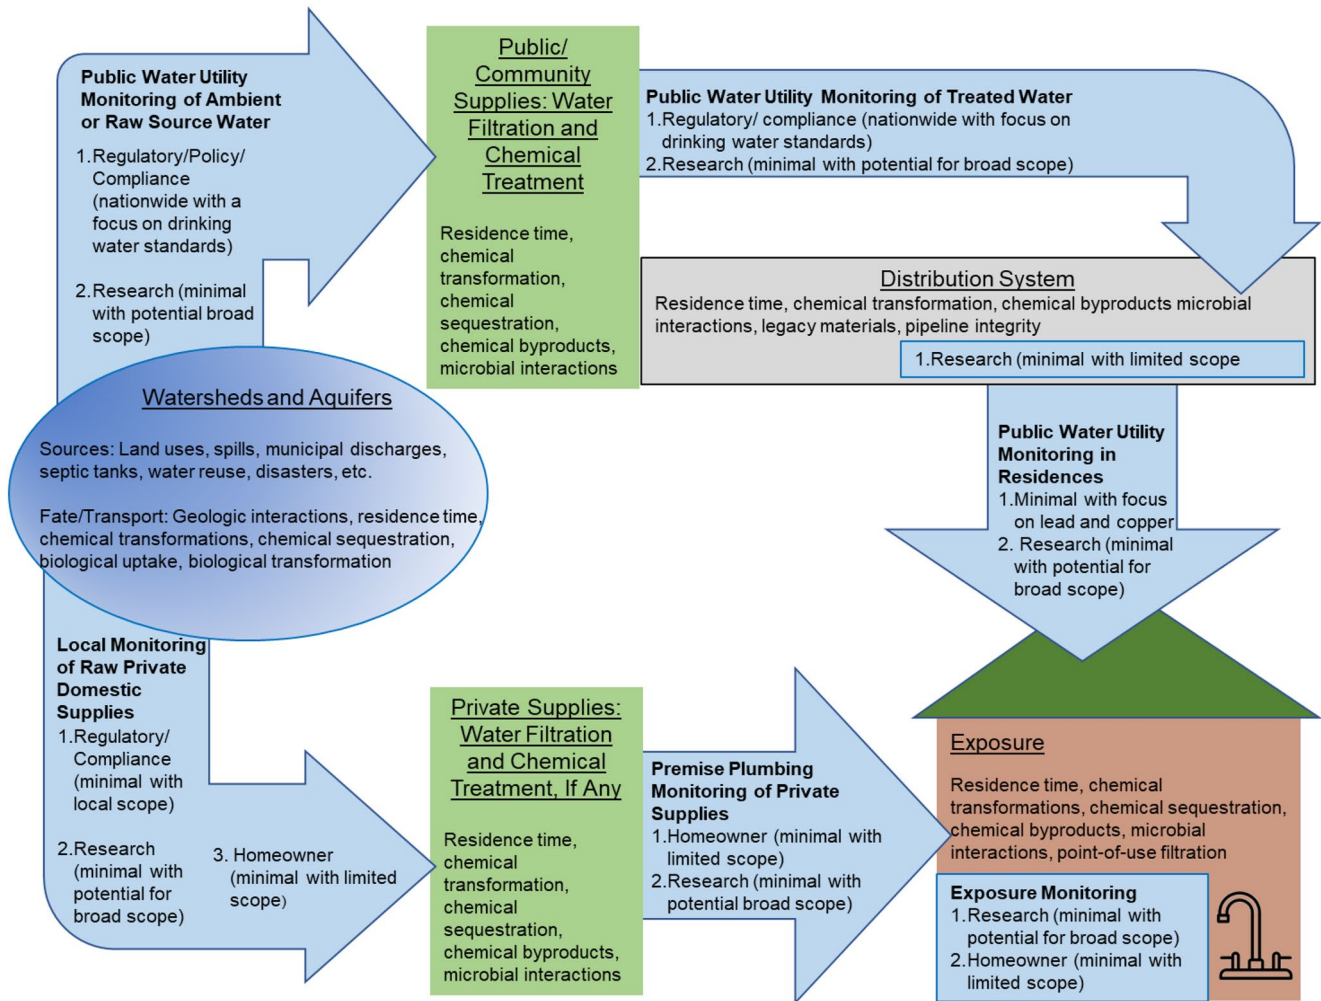 Public Water Utility
Monitoring of Ambient
or Raw Source Water
1.Regulatory/Policy/
Compliance
(nationwide with a
focus on drinking
water standards)
2.Research (minimal
with potential broad
scope)
Public/
Community
Supplies: Water
Filtration and
Chemical
Treatment
Residence time,
chemical
transformation,
chemical
sequestration,
chemical byproducts,
microbial interactions
Public Water Utility Monitoring of Treated Water
1.Regulatory/ compliance (nationwide with focus on
drinking water standards)
2.Research (minimal with potential for broad scope)
Distribution System
Residence time, chemical transformation, chemical byproducts microbial
interactions, legacy materials, pipeline integrity
1.Research (minimal with limited scope
Watersheds and Aquifers
Sources: Land uses, spills, municipal discharges,
septic tanks, water reuse, disasters, etc.
Fate/Transport: Geologic interactions, residence time,
chemical transformations, chemical sequestration,
biological uptake, biological transformation
Public Water Utility
Monitoring in
Residences
1.Minimal with focus
on lead and copper
2. Research (minimal
with potential for
broad scope)
Local Monitoring
of Raw Private
Domestic
Supplies
1.Regulatory/
Compliance
(minimal with
local scope)
2.Research
(minimal with
potential for
broad scope)
3. Homeowner
(minimal with limited
scope)
Private Supplies:
Water Filtration
and Chemical
Treatment, If Any
Residence time,
chemical
transformation,
chemical
sequestration,
chemical byproducts,
microbial interactions
Premise Plumbing
Monitoring of Private
Supplies
1.Homeowner (minimal with
limited scope)
2.Research (minimal with
potential broad scope)
Exposure
Residence time, chemical
transformations, chemical sequestration,
chemical byproducts, microbial
interactions, point-of-use filtration
Exposure Monitoring
1.Research (minimal with
potential for broad scope)
2.Homeowner (minimal with
limited scope)